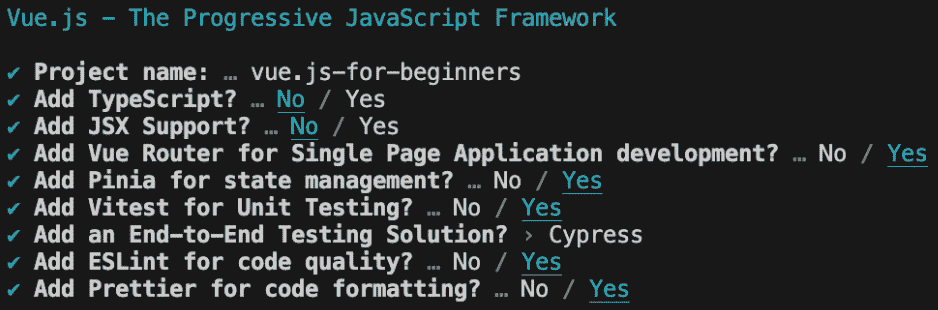 Vue.js – The Progressive JavaScript Framework
✔ Project name: … vue.js-for-beginners
✔ Add TypeScript? … No / Yes
✔ Add JSX Support? … No / Yes
✔ Add Vue Router for Single Page Application development? … No / Yes
✔ Add Pinia for state management? … No / Yes
✔ Add Vitest for Unit Testing? … No / Yes
✔ Add an End-to-End Testing Solution? › Cypress
✔ Add ESLint for code quality? … No / Yes
✔ Add Prettier for code formatting? … No / Yes